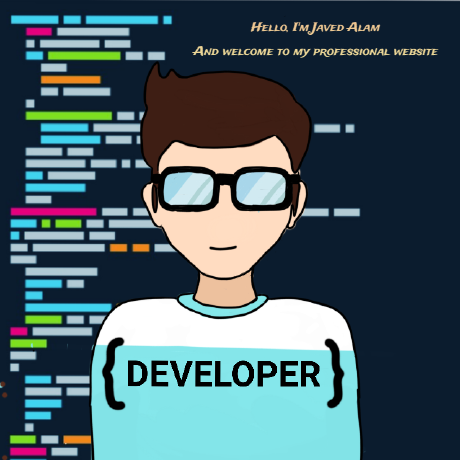 Hello, I'm Javed Alam
And welcome to my professional website
{ DEVELOPER }